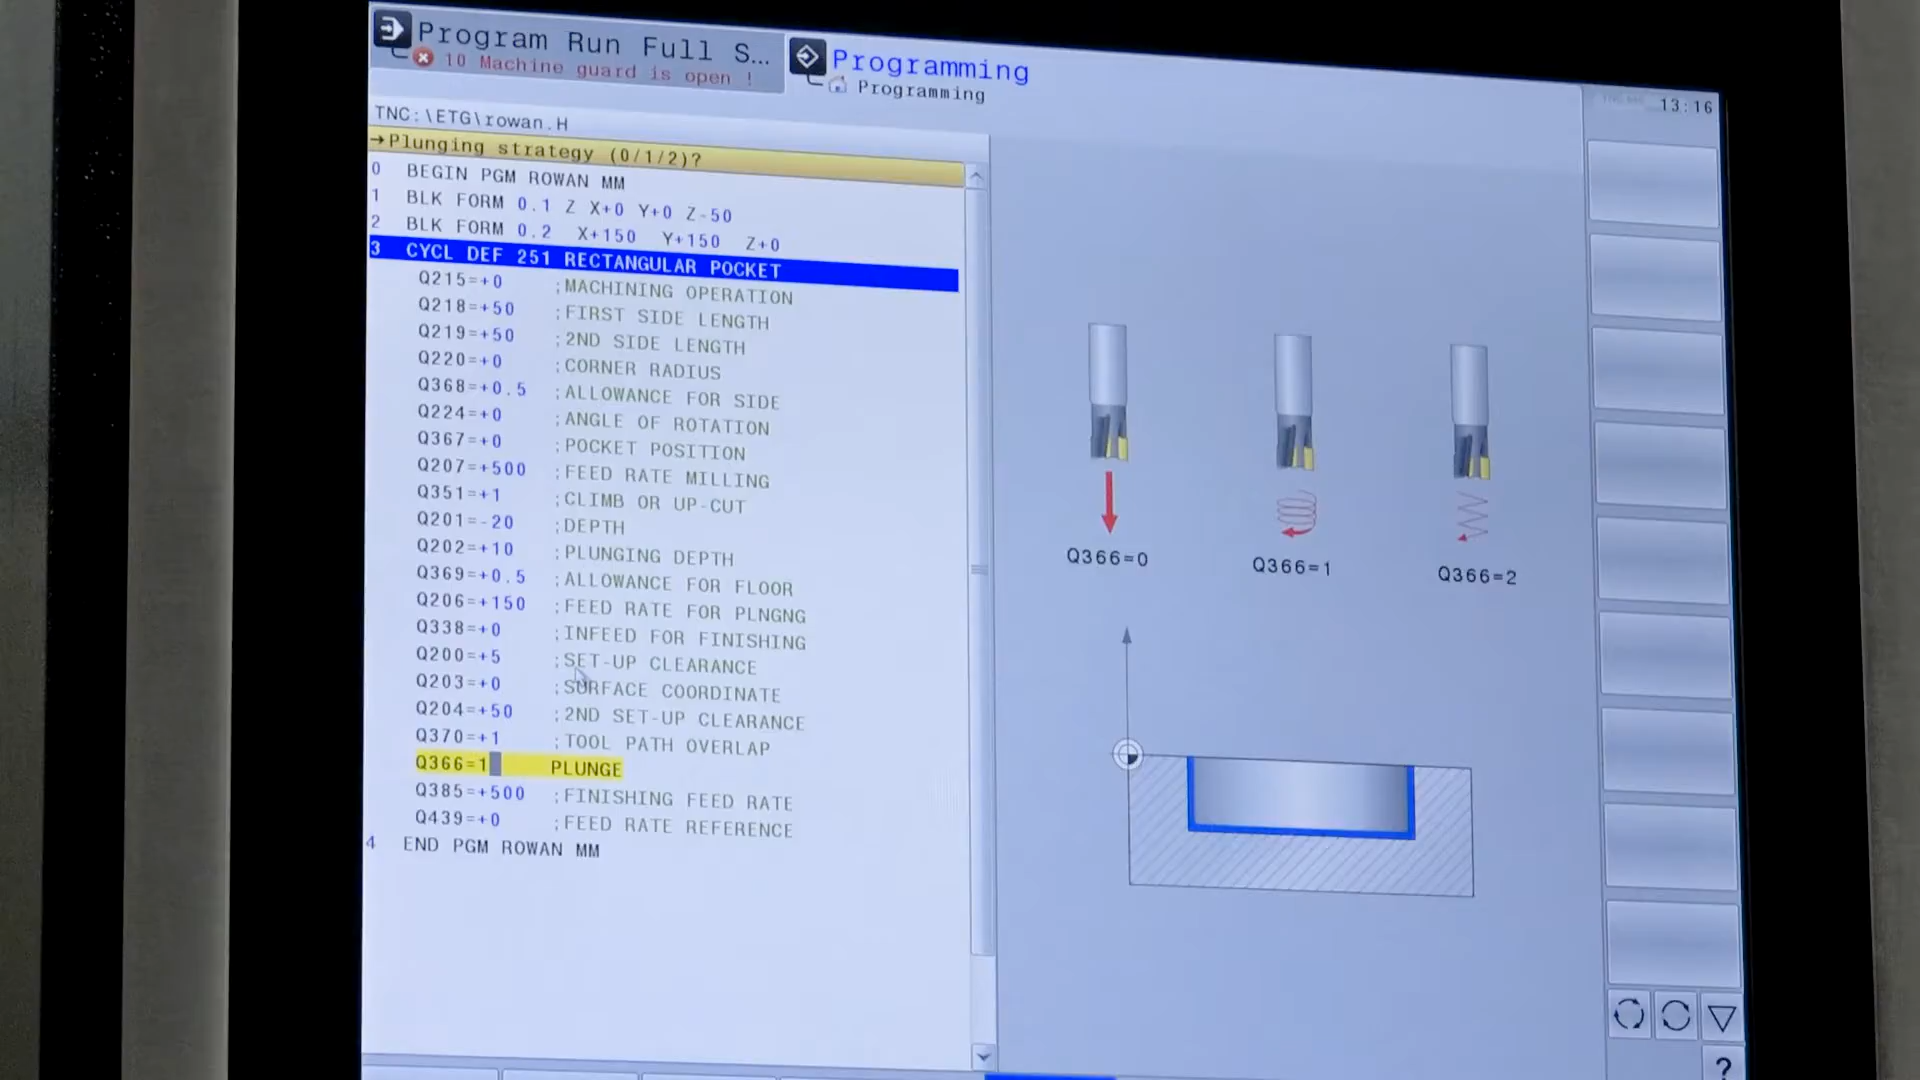 Program Run Full S...
10 Machine guard is open !
Programming
Programming
13:16
TNC:\ETG\rowan.H
→Plunging strategy (0/1/2)?
0 BEGIN PGM ROWAN MM
1 BLK FORM 0.1 Z X+0 Y+0 Z-50
2 BLK FORM 0.2 X+150 Y+150 Z+0
3 CYCL DEF 251 RECTANGULAR POCKET
Q215=+0 ;MACHINING OPERATION
Q218=+50 ;FIRST SIDE LENGTH
Q219=+50 ;2ND SIDE LENGTH
Q220=+0 ;CORNER RADIUS
Q368=+0.5 ;ALLOWANCE FOR SIDE
Q224=+0 ;ANGLE OF ROTATION
Q367=+0 ;POCKET POSITION
Q207=+500 ;FEED RATE MILLING
Q351=+1 ;CLIMB OR UP-CUT
Q201=-20 ;DEPTH
Q202=+10 ;PLUNGING DEPTH
Q369=+0.5 ;ALLOWANCE FOR FLOOR
Q206=+150 ;FEED RATE FOR PLNGNG
Q338=+0 ;INFEED FOR FINISHING
Q200=+5 ;SET-UP CLEARANCE
Q203=+0 ;SURFACE COORDINATE
Q204=+50 ;2ND SET-UP CLEARANCE
Q370=+1 ;TOOL PATH OVERLAP
Q366=1 PLUNGE
Q385=+500 ;FINISHING FEED RATE
Q439=+0 ;FEED RATE REFERENCE
4 END PGM ROWAN MM
Q366=0
Q366=1
Q366=2
?